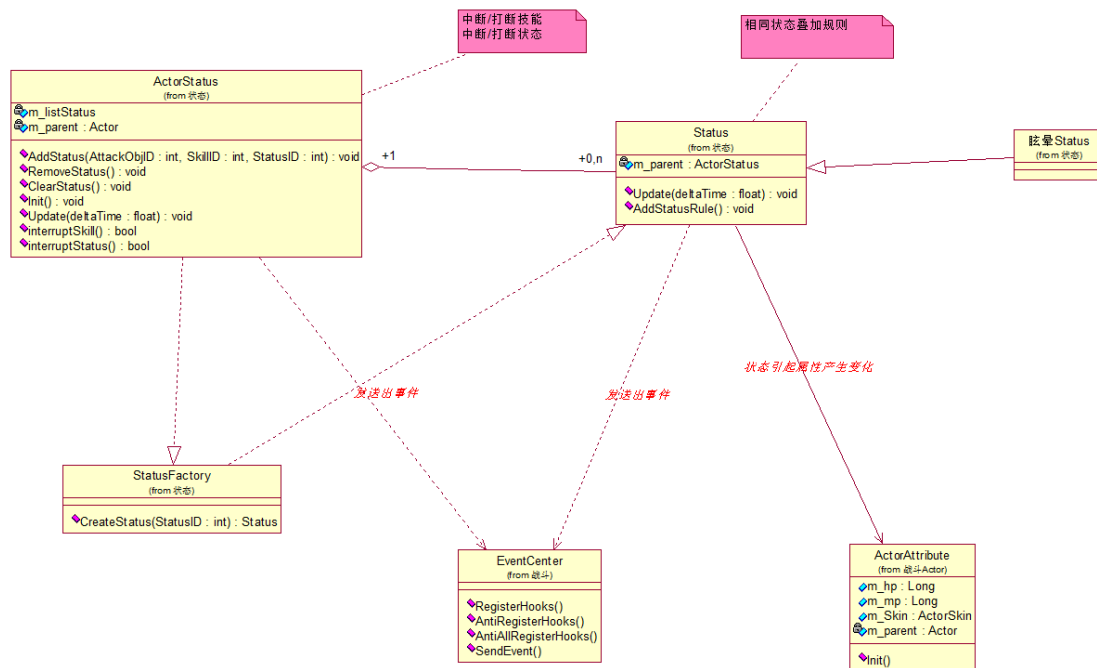 中断/打断技能
中断/打断状态
相同状态叠加规则
ActorStatus
(from 状态)
m_listStatus
m_parent : Actor
AddStatus(AttackObjID : int, SkillID : int, StatusID : int) : void
RemoveStatus() : void
ClearStatus() : void
Init() : void
Update(deltaTime : float) : void
interruptSkill() : bool
interruptStatus() : bool
+1
+0,n
Status
(from 状态)
m_parent : ActorStatus
Update(deltaTime : float) : void
AddStatusRule() : void
眩晕Status
(from 状态)
状态引起属性产生变化
发送出事件
发送出事件
StatusFactory
(from 状态)
CreateStatus(StatusID : int) : Status
EventCenter
(from 战斗)
RegisterHooks()
AntiRegisterHooks()
AntiAllRegisterHooks()
SendEvent()
ActorAttribute
(from 战斗Actor)
m_hp : Long
m_mp : Long
m_Skin : ActorSkin
m_parent : Actor
Init()